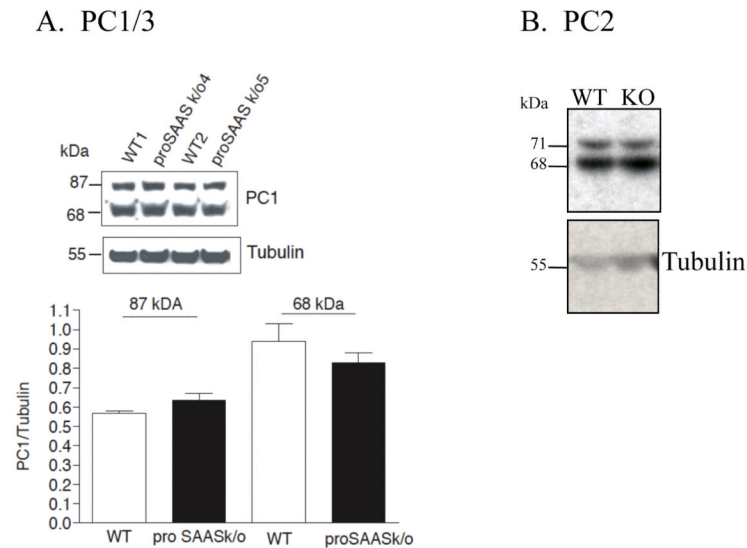 A. PC1/3
WT1
proSAAS k/o4
WT2
proSAAS k/o5
kDa
87
68
PC1
55
Tubulin
87 kDA
68 kDa
1.1
1.0
0.9
0.8
0.7
0.6
0.5
0.4
0.3
0.2
0.1
0.0
PC1/Tubulin
WT
pro SAASk/o
WT
proSAASk/o
B. PC2
WT KO
kDa
71
68
55
Tubulin